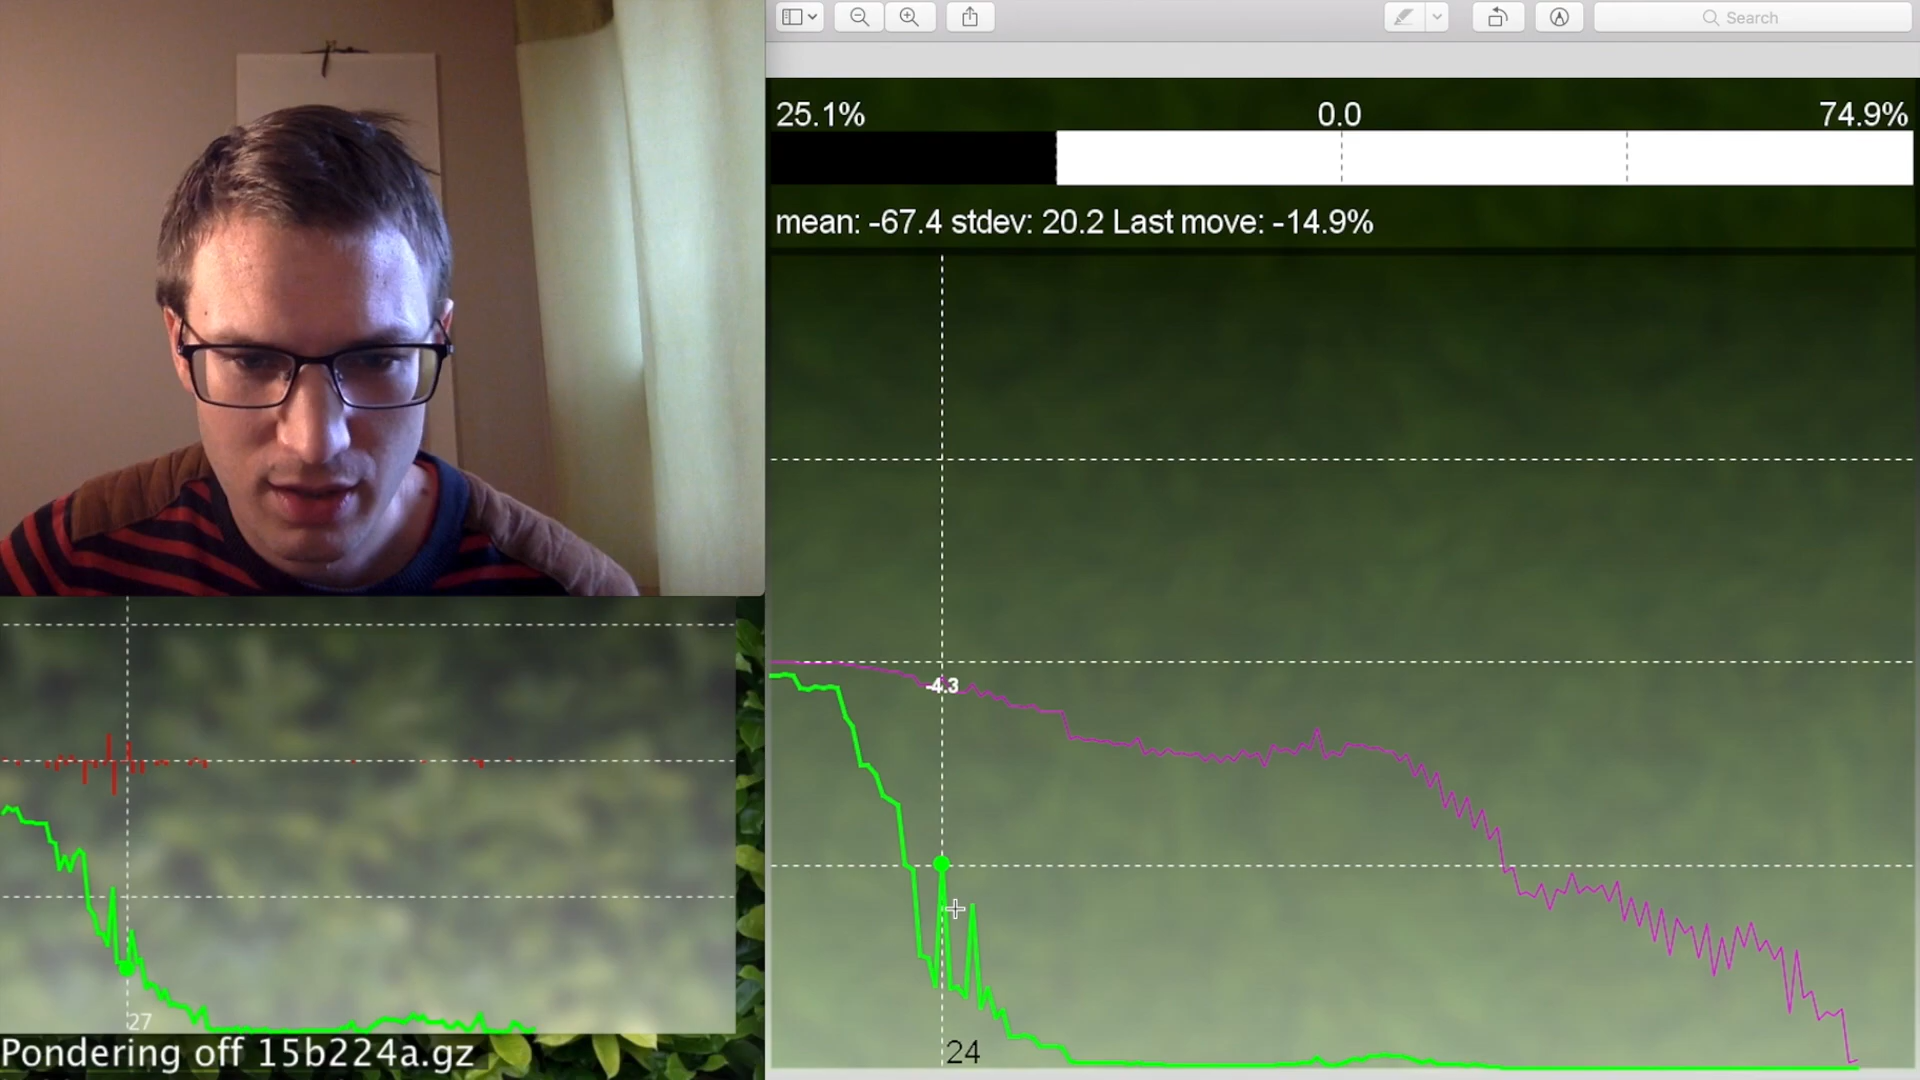 Search
25.1% 0.0 74.9%
mean: -67.4 stdev: 20.2 Last move: -14.9%
-4.3
24
27
Pondering off 15b224a.gz